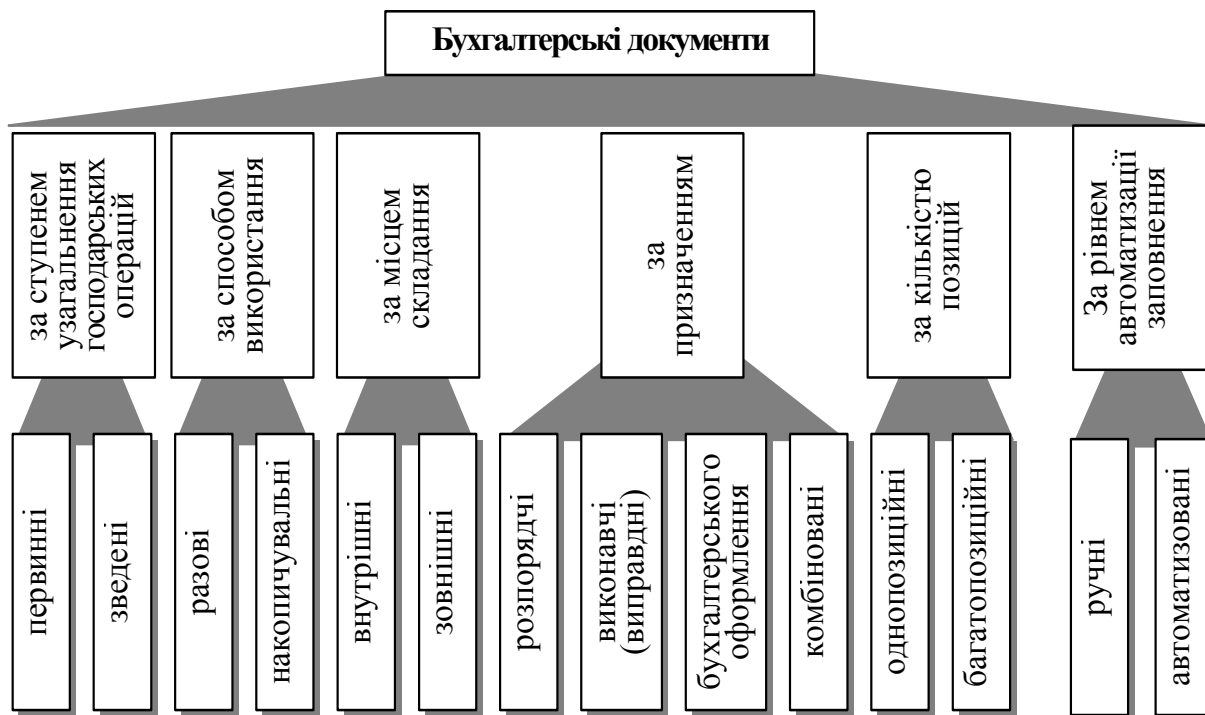 Бухгалтерські документи
за ступенем
узагальнення
господарських
операцій
за способом
використання
за місцем
складання
за
призначенням
за кількістю
позицій
За рівнем
автоматизації
заповнення
первинні
зведені
разові
накопичувальні
внутрішні
зовнішні
розпорядчі
виконавчі
(виправдні)
бухгалтерського
оформлення
комбіновані
однопозиційні
багатопозиційні
ручні
автоматизовані